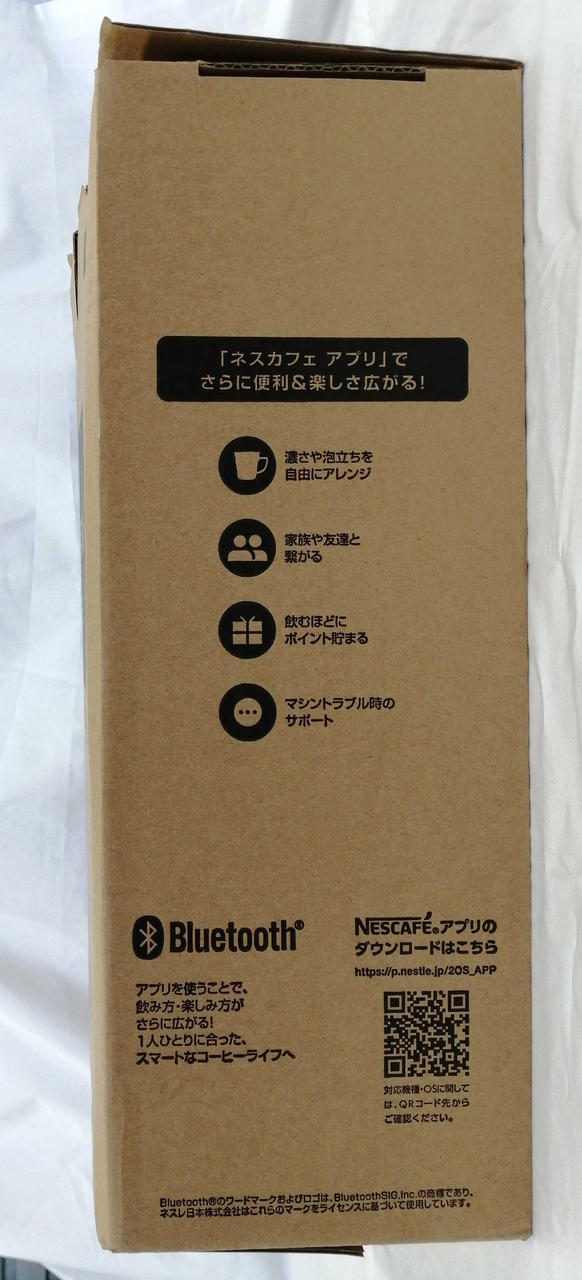 「ネスカフェ アプリ」で
さらに便利&楽しさ広がる!
濃さや泡立ちを
自由にアレンジ
家族や友達と
繋がる
飲むほどに
ポイント貯まる
マシントラブル時の
サポート
Bluetooth®
アプリを使うことで、
飲み方・楽しみ方が
さらに広がる!
1人ひとりに合った、
スマートなコーヒーライフへ
NESCAFÉ®アプリの
ダウンロードはこちら
https://p.nestle.jp/2OS_APP
対応機種・OSに関して
は、QRコード先から
ご確認ください。
Bluetooth®のワードマークおよびロゴは、BluetoothSIG,Inc.の商標であり、
ネスレ日本株式会社はこれらのマークをライセンスに基づいて使用しています。